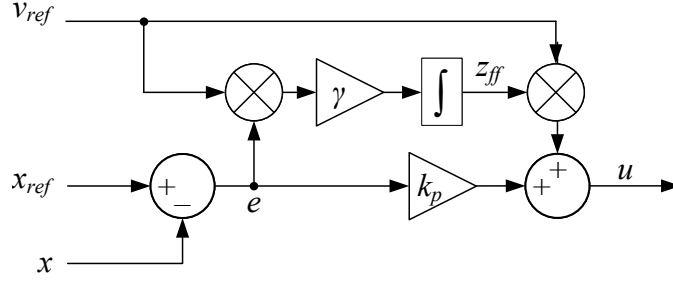 v_ref
γ
∫
z_ff
x_ref
+
−
e
k_p
+
+
u
x